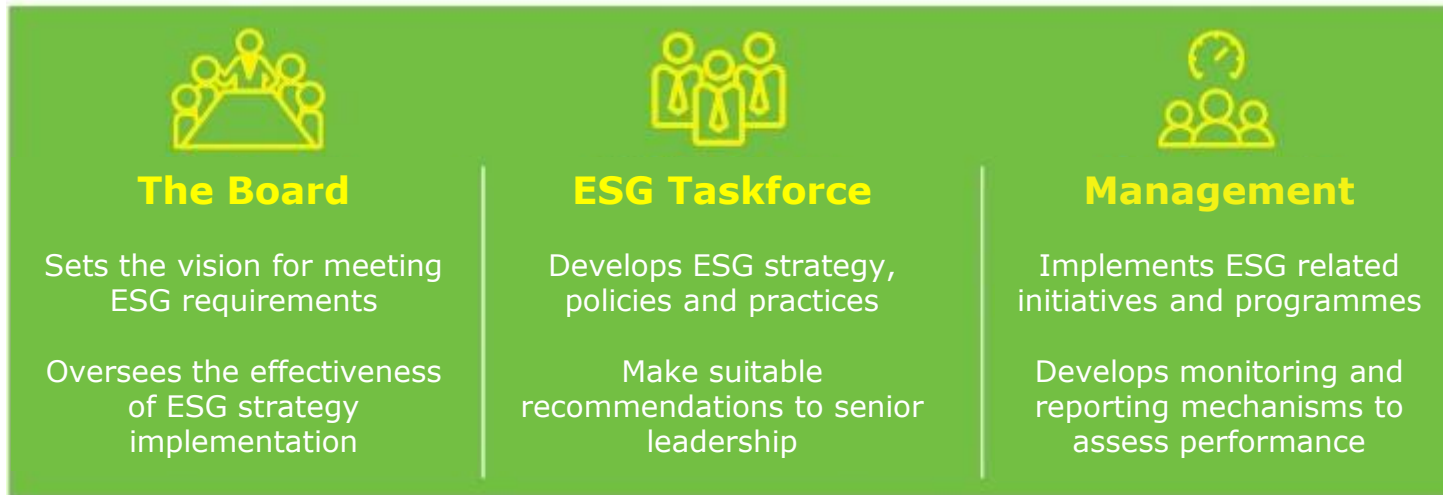 The Board
Sets the vision for meeting
ESG requirements
Oversees the effectiveness
of ESG strategy
implementation
ESG Taskforce
Develops ESG strategy,
policies and practices
Make suitable
recommendations to senior
leadership
Management
Implements ESG related
initiatives and programmes
Develops monitoring and
reporting mechanisms to
assess performance